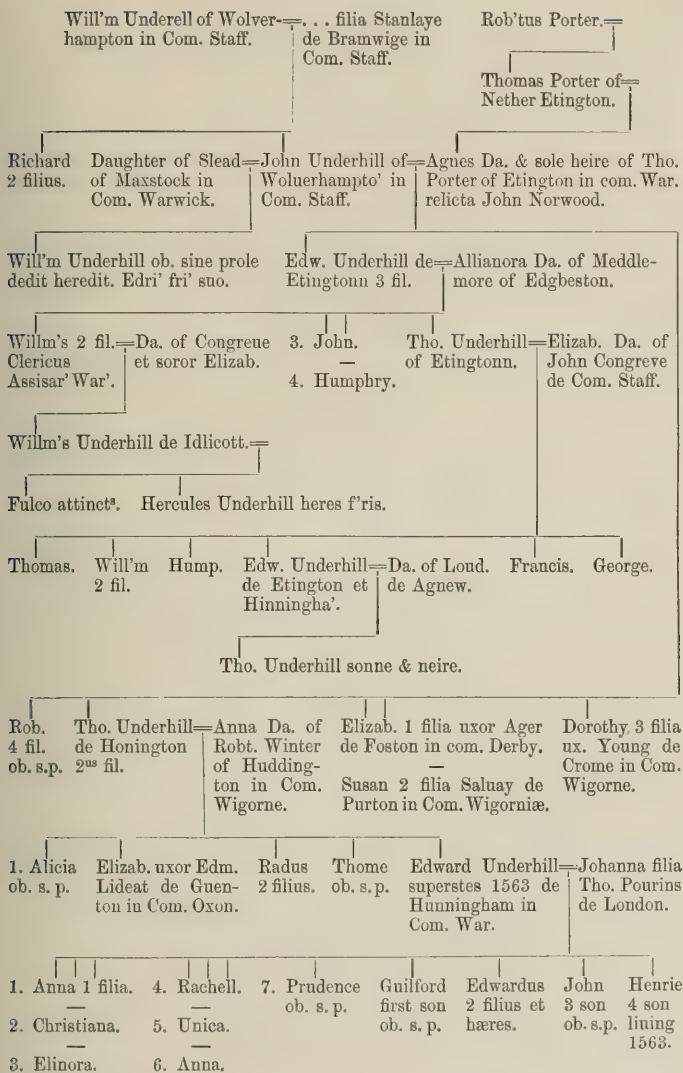 Will'm Underell of Wolver-=. . . filia Stanlaye
hampton in Com. Staff. de Bramwige in
Com. Staff.
Rob'tus Porter.=
Thomas Porter of=
Nether Etington.
Richard
2 filius.
Daughter of Slead=John Underhill of=Agnes Da. & sole heire of Tho.
of Maxstock in Woluerhampto' in Porter of Etington in com. War.
Com. Warwick. Com. Staff. relicta John Norwood.
Will'm Underhill ob. sine prole
dedit heredit. Edri' fri' suo.
Edw. Underhill de=Allianora Da. of Meddle-
Etingtonn 3 fil. more of Edgbeston.
Willm's 2 fil.=Da. of Congreue
Clericus et soror Elizab.
Assisar' War'.
3. John.
—
4. Humphry.
Tho. Underhill=Elizab. Da. of
of Etingtonn. John Congreve
de Com. Staff.
Willm's Underhill de Idlicott.=
Fulco attinctˢ. Hercules Underhill heres f'ris.
Thomas.
Will'm
2 fil.
Hump.
Edw. Underhill=Da. of Loud.
de Etington et de Agnew.
Hinningha'.
Francis.
George.
Tho. Underhill sonne & neire.
Rob.
4 fil.
ob. s.p.
Tho. Underhill=Anna Da. of
de Honington Robt. Winter
2ᵘˢ fil. of Hudding-
ton in Com.
Wigorne.
Elizab. 1 filia uxor Ager
de Foston in com. Derby.
—
Susan 2 filia Saluay de
Purton in Com. Wigorniæ.
Dorothy, 3 filia
ux. Young de
Crome in Com.
Wigorne.
1. Alicia
ob. s. p.
Elizab. uxor Edm.
Lideat de Guen-
ton in Com. Oxon.
Radus
2 filius.
Thome
ob. s. p.
Edward Underhill=Johanna filia
superstes 1563 de Tho. Pourins
Hunningham in de London.
Com. War.
1. Anna 1 filia.
—
2. Christiana.
—
3. Elinora.
4. Rachell.
—
5. Unica.
—
6. Anna.
7. Prudence
ob. s. p.
Guilford
first son
ob. s. p.
Edwardus
2 filius et
hæres.
John
3 son
ob. s.p.
Henrie
4 son
liuing
1563.